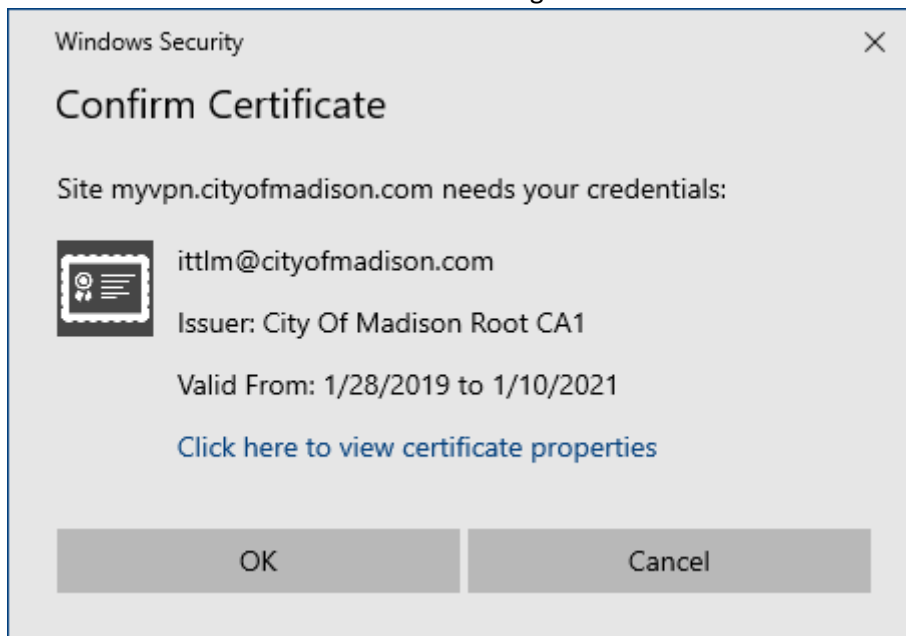 Windows Security
Confirm Certificate
Site myvpn.cityofmadison.com needs your credentials:
ittlm@cityofmadison.com
Issuer: City Of Madison Root CA1
Valid From: 1/28/2019 to 1/10/2021
Click here to view certificate properties
OK
Cancel